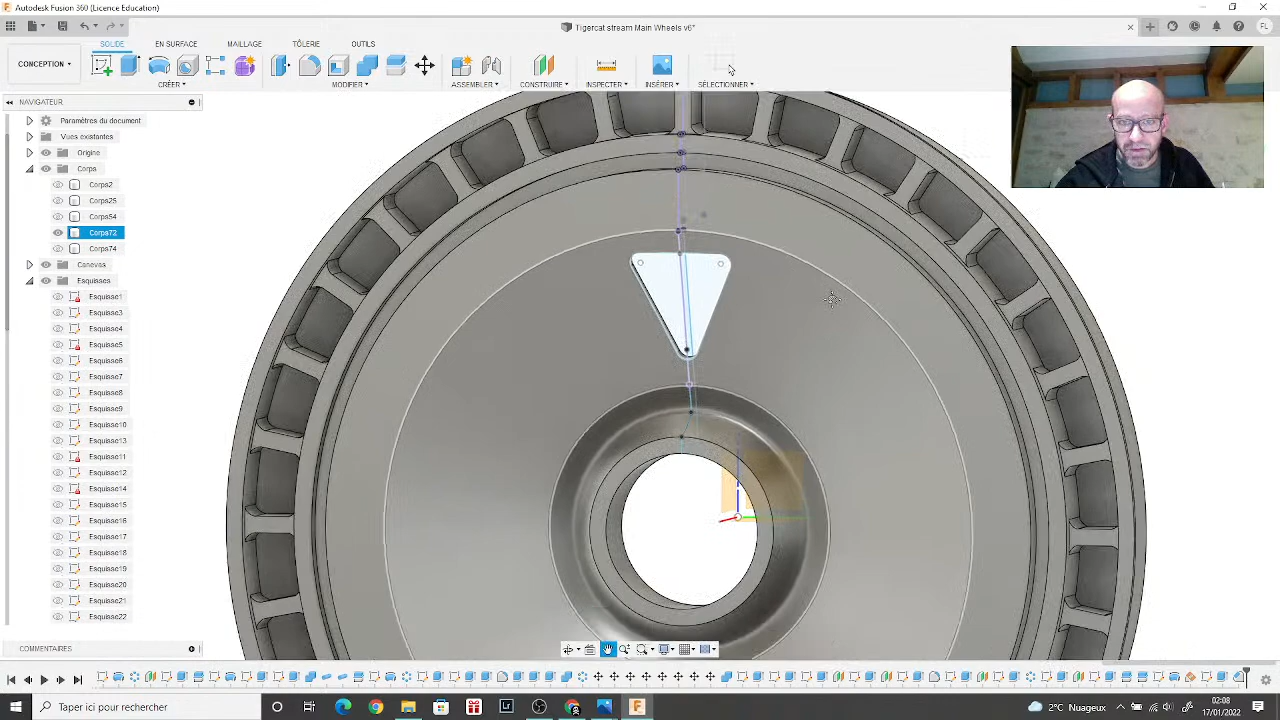 Autodesk Fusion 360 (Licence Education)
Tigercat stream Main Wheels v6*
FL
SOLIDE
EN SURFACE
MAILLAGE
TÔLERIE
OUTILS
CONCEPTION
CRÉER
MODIFIER
ASSEMBLER
CONSTRUIRE
INSPECTER
INSÉRER
SÉLECTIONNER
NAVIGATEUR
Paramètres du document
Vues existantes
Origine
Corps
Corps2
Corps25
Corps54
Corps72
Corps74
Canevas
Esquisses
Esquisse1
Esquisse3
Esquisse4
Esquisse5
Esquisse6
Esquisse7
Esquisse8
Esquisse9
Esquisse10
Esquisse13
Esquisse11
Esquisse12
Esquisse14
Esquisse15
Esquisse16
Esquisse17
Esquisse18
Esquisse19
Esquisse20
Esquisse21
Esquisse22
COMMENTAIRES
Taper ici pour rechercher
2°C Nuageux
02:08
17/01/2022